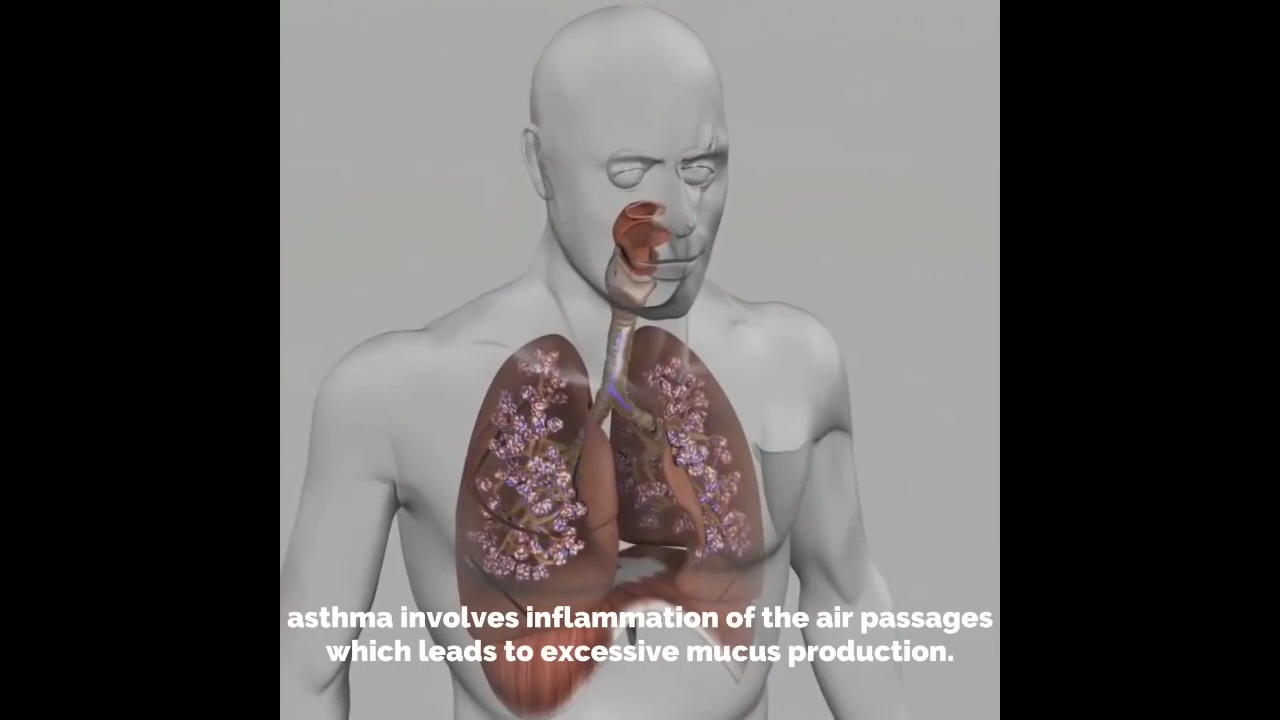 asthma involves inflammation of the air passages
which leads to excessive mucus production.